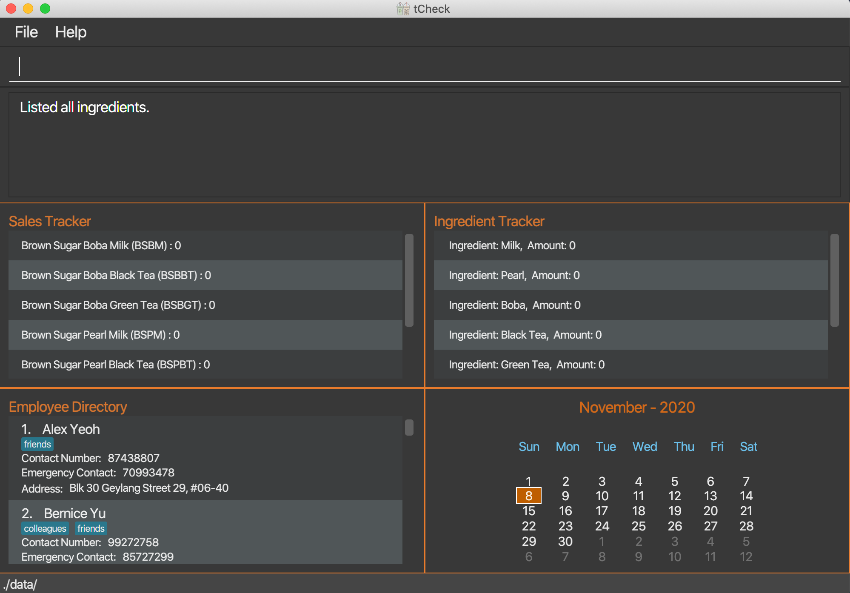 tCheck
File Help
Listed all ingredients.
Sales Tracker
Brown Sugar Boba Milk (BSBM) : 0
Brown Sugar Boba Black Tea (BSBBT) : 0
Brown Sugar Boba Green Tea (BSBGT) : 0
Brown Sugar Pearl Milk (BSPM) : 0
Brown Sugar Pearl Black Tea (BSPBT) : 0
Ingredient Tracker
Ingredient: Milk, Amount: 0
Ingredient: Pearl, Amount: 0
Ingredient: Boba, Amount: 0
Ingredient: Black Tea, Amount: 0
Ingredient: Green Tea, Amount: 0
Employee Directory
1. Alex Yeoh
friends
Contact Number: 87438807
Emergency Contact: 70993478
Address: Blk 30 Geylang Street 29, #06-40
2. Bernice Yu
colleagues friends
Contact Number: 99272758
Emergency Contact: 85727299
November - 2020
Sun Mon Tue Wed Thu Fri Sat
1 2 3 4 5 6 7
8 9 10 11 12 13 14
15 16 17 18 19 20 21
22 23 24 25 26 27 28
29 30 1 2 3 4 5
6 7 8 9 10 11 12
./data/